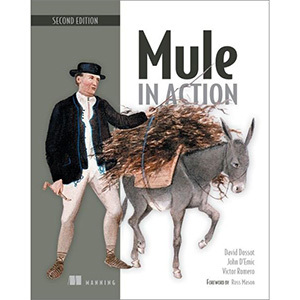 SECOND EDITION
Mule
IN ACTION
David Dossot
John D'Emic
Victor Romero
FOREWORD BY ROSS MASON
MANNING